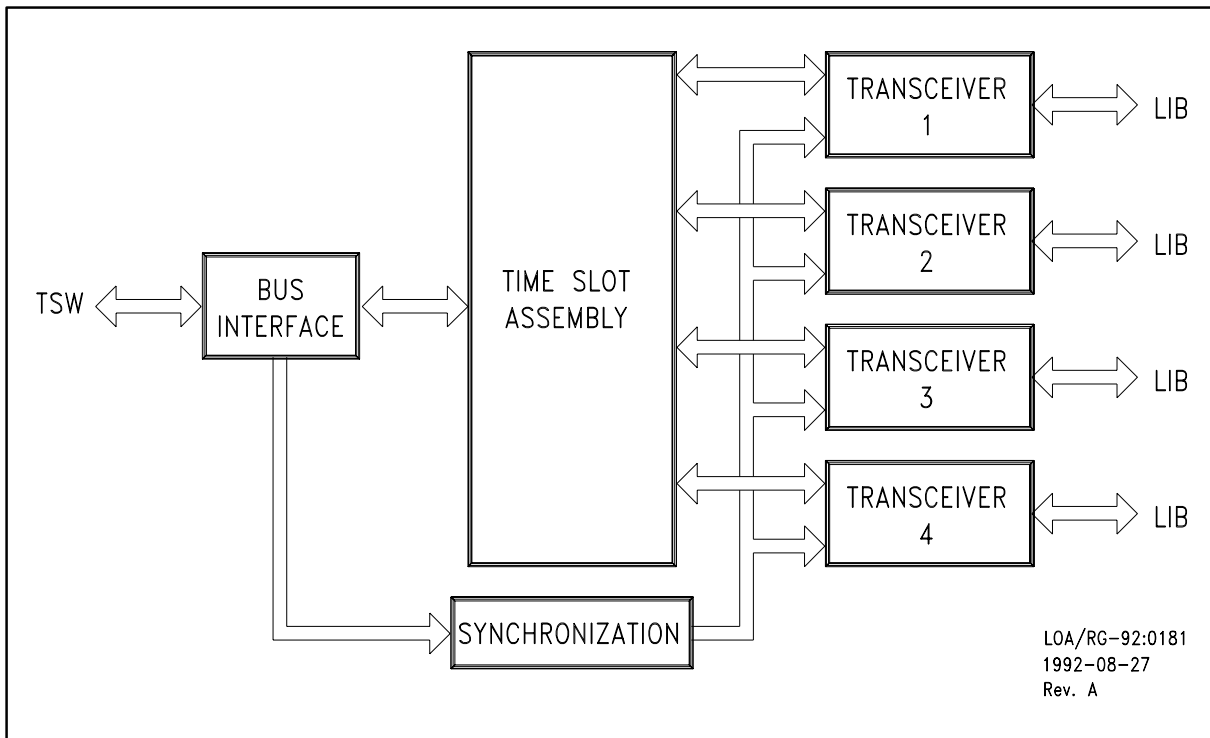 TRANSCEIVER
1
LIB
TRANSCEIVER
2
LIB
TSW
BUS
INTERFACE
TIME SLOT
ASSEMBLY
TRANSCEIVER
3
LIB
TRANSCEIVER
4
LIB
SYNCHRONIZATION
LOA/RG-92:0181
1992-08-27
Rev. A